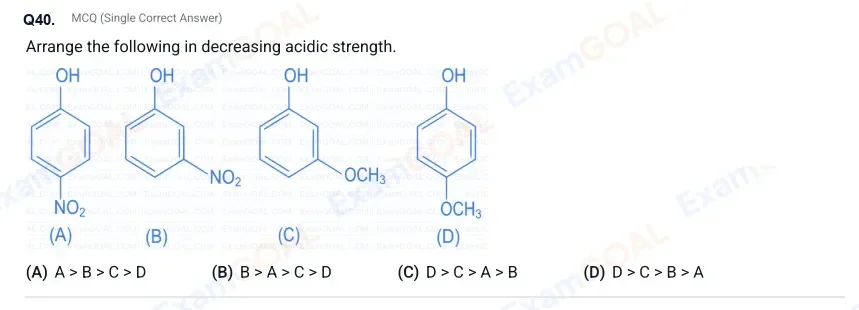 Q40. MCQ (Single Correct Answer)
Arrange the following in decreasing acidic strength.
OH OH OH OH
NO₂ OCH₃
NO₂ OCH₃
(A) (B) (C) (D)
(A) A > B > C > D (B) B > A > C > D (C) D > C > A > B (D) D > C > B > A
ExamGOAL